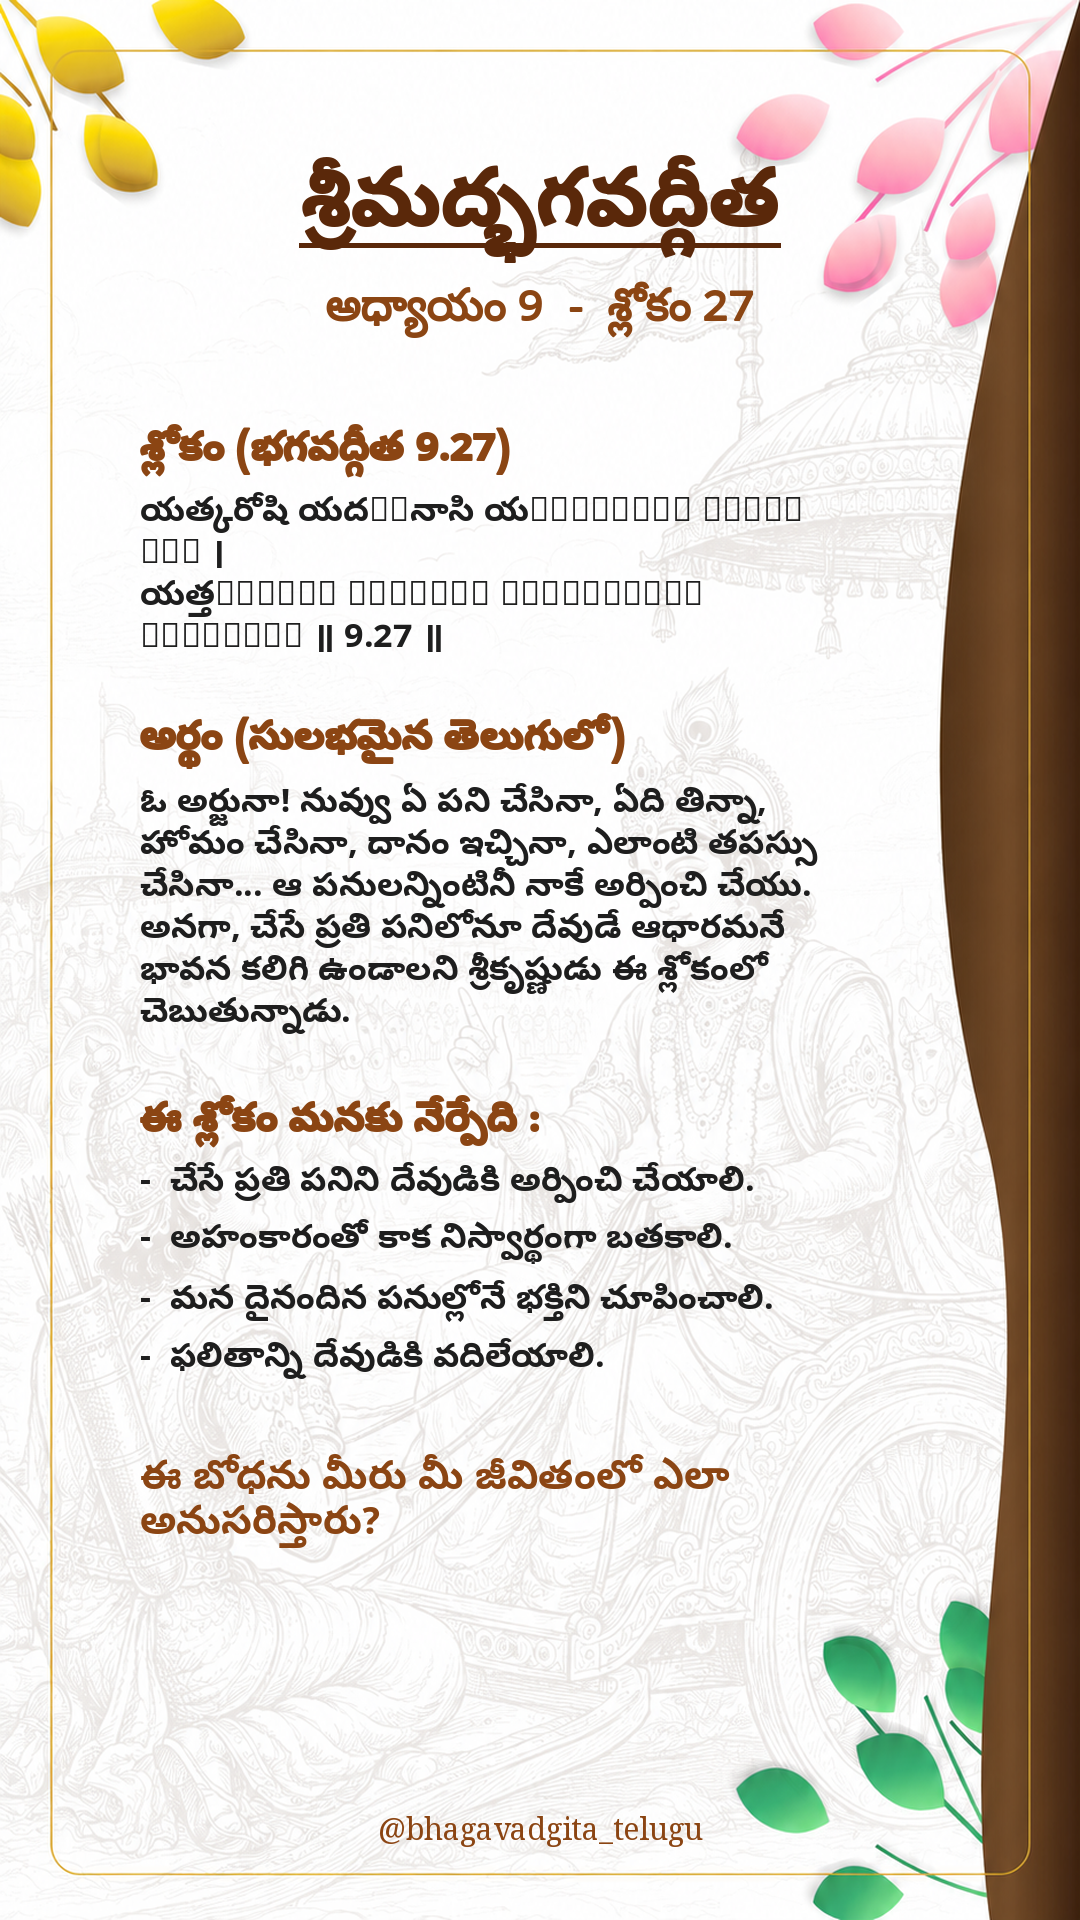 శ్రీమద్భగవద్గీత
అధ్యాయం 9 - శ్లోకం 27
శ్లోకం (భగవద్గీత 9.27)
యత్కరోషి
|
॥ 9.27 ॥
అర్థం (సులభమైన తెలుగులో)
ఓ అర్జునా! నువ్వు ఏ పని చేసినా, ఏది తిన్నా,
హోమం చేసినా, దానం ఇచ్చినా, ఎలాంటి తపస్సు
చేసినా... ఆ పనులన్నింటినీ నాకే అర్పించి చేయు.
అనగా, చేసే ప్రతి పనిలోనూ దేవుడే ఆధారమనే
భావన కలిగి ఉండాలని శ్రీకృష్ణుడు ఈ శ్లోకంలో
చెబుతున్నాడు.
ఈ శ్లోకం మనకు నేర్పేది :
- చేసే ప్రతి పనిని దేవుడికి అర్పించి చేయాలి.
- అహంకారంతో కాక నిస్వార్థంగా బతకాలి.
- మన దైనందిన పనుల్లోనే భక్తిని చూపించాలి.
- ఫలితాన్ని దేవుడికి వదిలేయాలి.
ఈ బోధను మీరు మీ జీవితంలో ఎలా
అనుసరిస్తారు?
@bhagavadgita_telugu